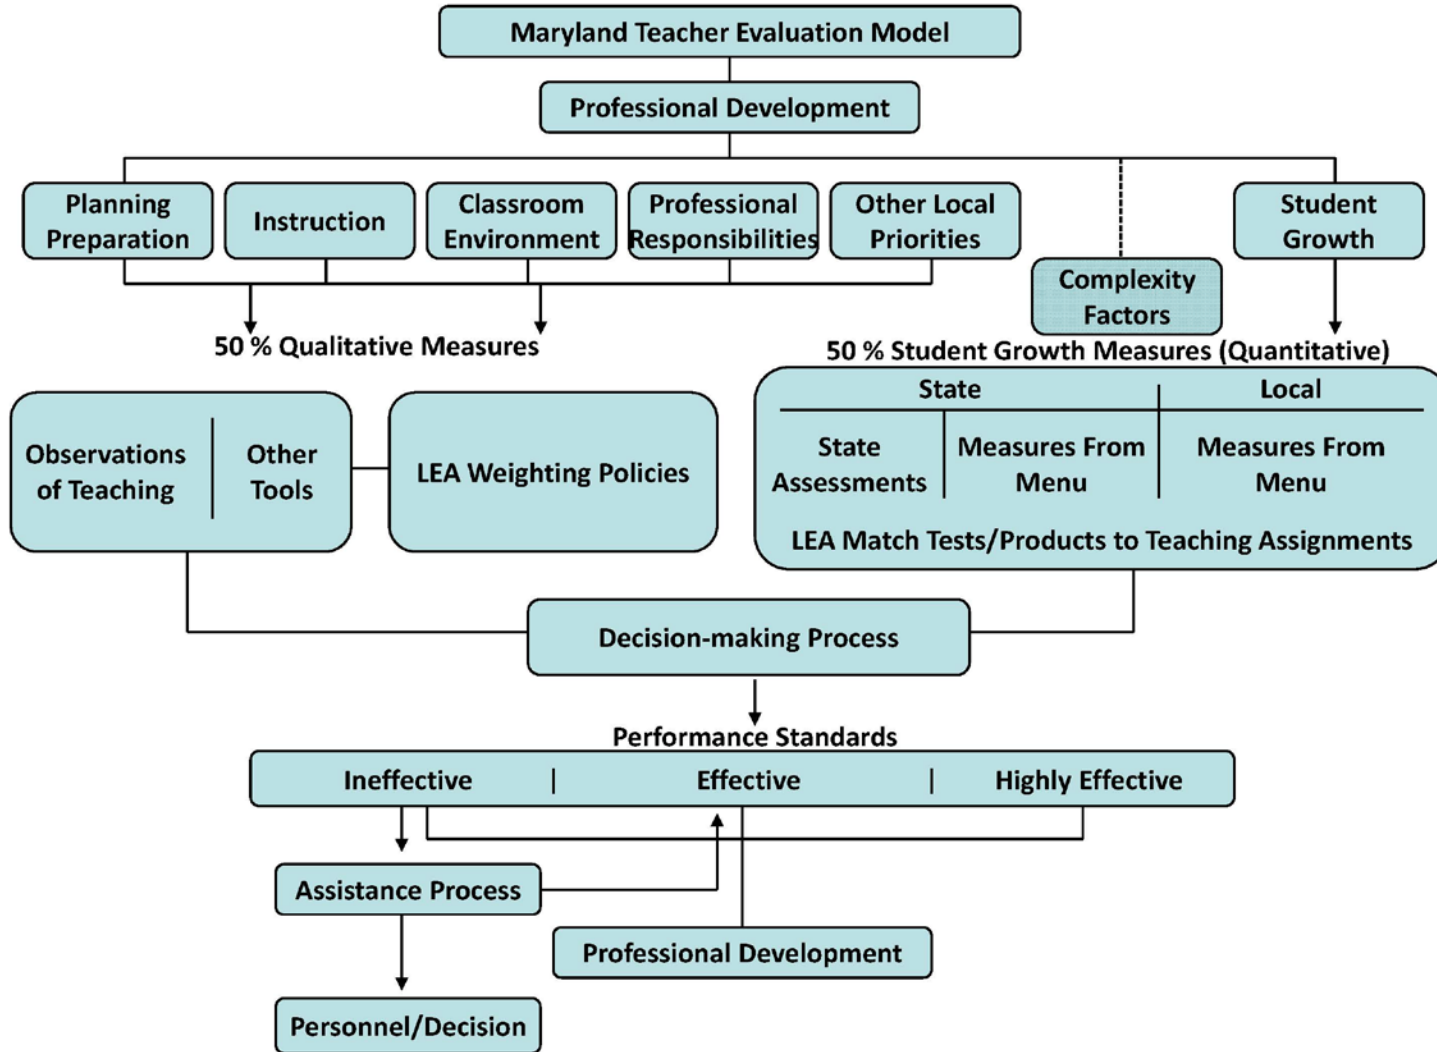 Maryland Teacher Evaluation Model
Professional Development
Planning
Preparation
Instruction
Classroom
Environment
Professional
Responsibilities
Other Local
Priorities
Student
Growth
Complexity
Factors
50 % Qualitative Measures
50 % Student Growth Measures (Quantitative)
Observations
of Teaching
Other
Tools
LEA Weighting Policies
State
Local
State
Assessments
Measures From
Menu
Measures From
Menu
LEA Match Tests/Products to Teaching Assignments
Decision-making Process
Performance Standards
Ineffective | Effective | Highly Effective
Assistance Process
Professional Development
Personnel/Decision